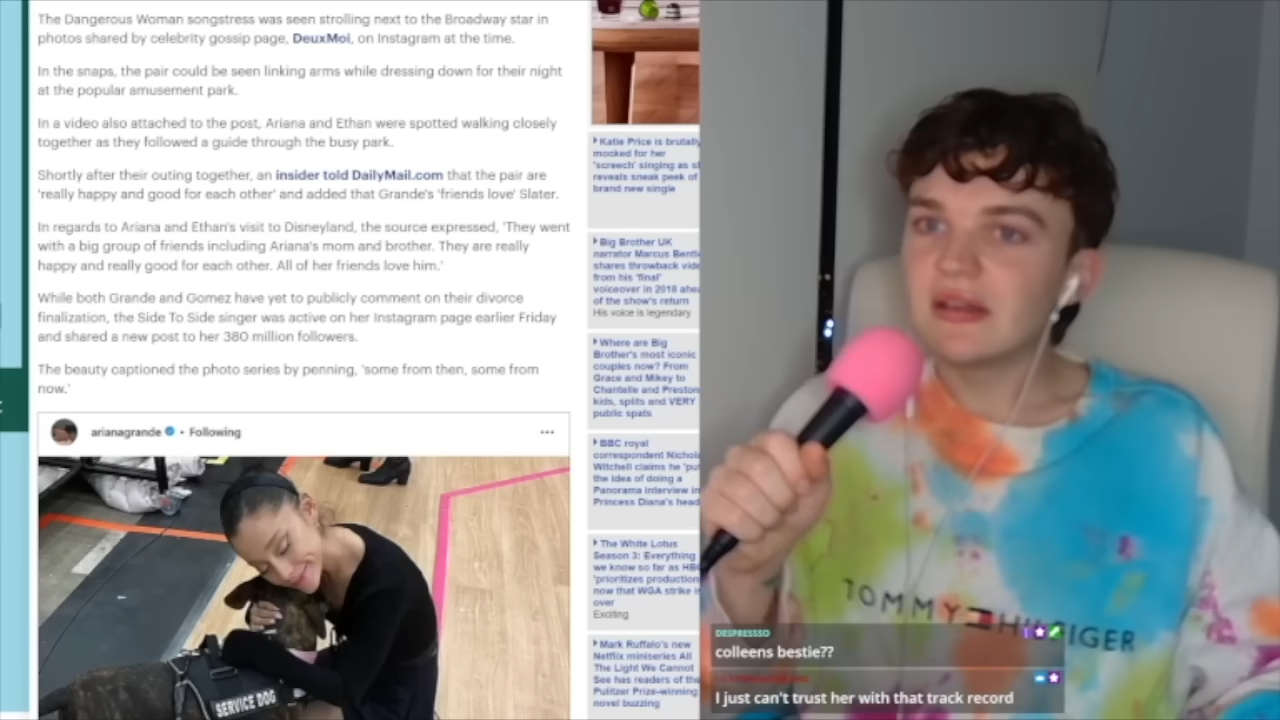 The Dangerous Woman songstress was seen strolling next to the Broadway star in
photos shared by celebrity gossip page, DeuxMoi, on Instagram at the time.
In the snaps, the pair could be seen linking arms while dressing down for their night
at the popular amusement park.
In a video also attached to the post, Ariana and Ethan were spotted walking closely
together as they followed a guide through the busy park.
Shortly after their outing together, an insider told DailyMail.com that the pair are
'really happy and good for each other' and added that Grande's 'friends love' Slater.
In regards to Ariana and Ethan's visit to Disneyland, the source expressed, 'They went
with a big group of friends including Ariana's mom and brother. They are really
happy and really good for each other. All of her friends love him.'
While both Grande and Gomez have yet to publicly comment on their divorce
finalization, the Side To Side singer was active on her Instagram page earlier Friday
and shared a new post to her 380 million followers.
The beauty captioned the photo series by penning, 'some from then, some from
now.'
arianagrande • Following
SERVICE DOG
Katie Price is brutally
mocked for her
'screech' singing as s
reveals sneak peek of
brand new single
Big Brother UK
narrator Marcus Bentl
shares throwback vide
from his 'final'
voiceover in 2018 ahea
of the show's return
His voice is legendary
Where are Big
Brother's most iconic
couples now? From
Grace and Mikey to
Chantelle and Preston
kids, splits and VERY
public spats
BBC royal
correspondent Nichola
Witchell claims he 'put
the idea of doing a
Panorama interview in
Princess Diana's head
The White Lotus
Season 3: Everything
we know so far as HB
'prioritizes production
now that WGA strike is
over
Exciting
Mark Ruffalo's new
Netflix miniseries All
The Light We Cannot
See has readers of the
Pulitzer Prize-winning
novel buzzing
TOMMY HILFIGER
DESPRESSSO
colleens bestie??
I just can't trust her with that track record